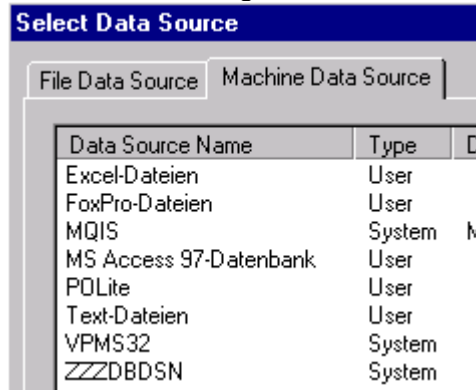 Select Data Source
File Data Source Machine Data Source
Data Source Name Type D
Excel-Dateien User
FoxPro-Dateien User
MQIS System M
MS Access 97-Datenbank User
POLite User
Text-Dateien User
VPMS32 System
ZZZDBDSN System